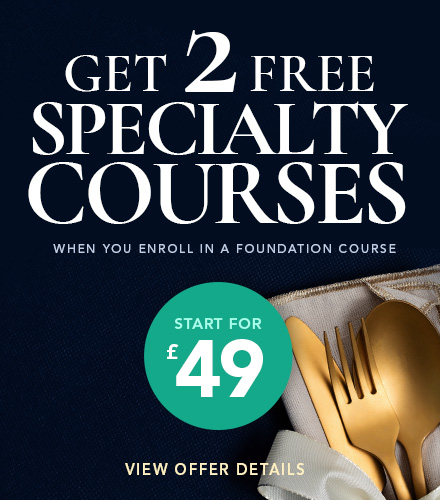 GET 2 FREE
SPECIALTY
COURSES
WHEN YOU ENROLL IN A FOUNDATION COURSE
START FOR
£49
VIEW OFFER DETAILS